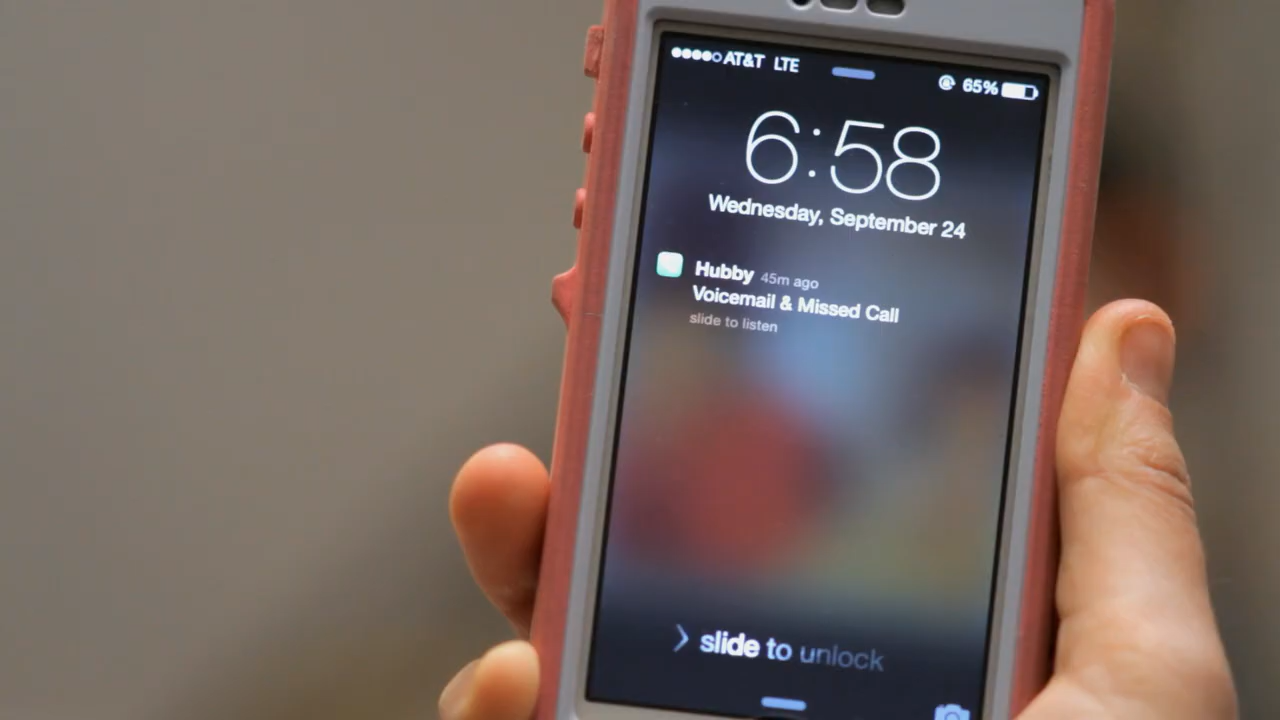 AT&T LTE 65%
6:58
Wednesday, September 24
Hubby 45m ago
Voicemail & Missed Call
slide to listen
slide to unlock